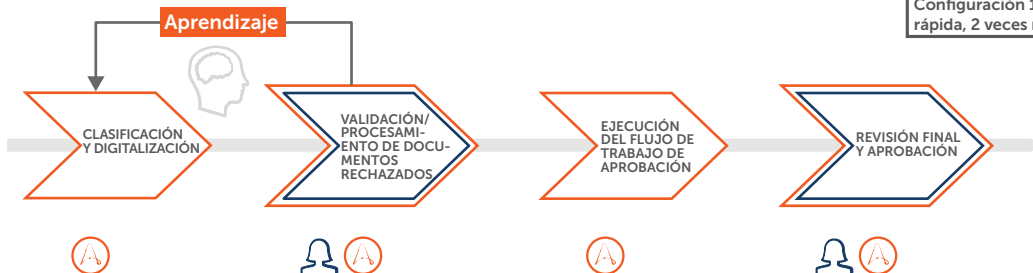 Aprendizaje
Configuración
rápida, 2 veces
CLASIFICACIÓN
Y DIGITALIZACIÓN
VALIDACIÓN/
PROCESAMI-
ENTO DE DOCU-
MENTOS
RECHAZADOS
EJECUCIÓN
DEL FLUJO DE
TRABAJO DE
APROBACIÓN
REVISIÓN FINAL
Y APROBACIÓN